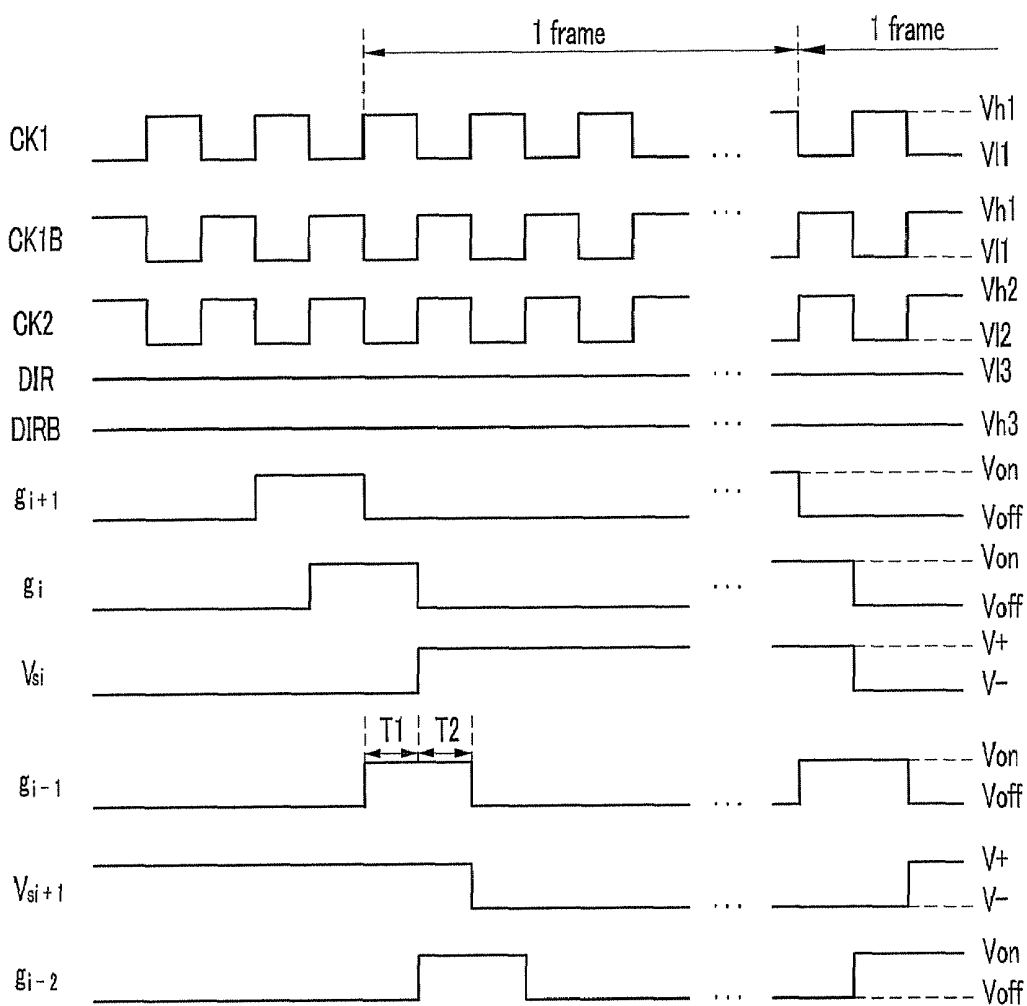 1 frame 1 frame
CK1 Vh1
Vl1
CK1B Vh1
Vl1
CK2 Vh2
Vl2
DIR ... Vl3
DIRB ... Vh3
gi+1 ... Von
Voff
gi ... Von
Voff
Vsi V+
V-
T1 T2
gi-1 ... Von
Voff
Vsi+1 ... V+
V-
gi-2 ... Von
Voff